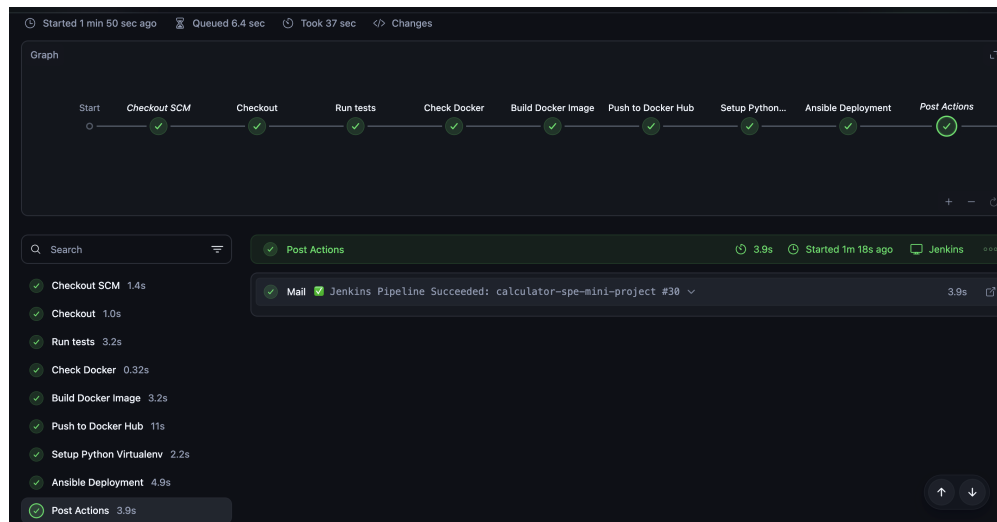 Started 1 min 50 sec ago Queued 6.4 sec Took 37 sec </> Changes
Graph
Start Checkout SCM Checkout Run tests Check Docker Build Docker Image Push to Docker Hub Setup Python... Ansible Deployment Post Actions
Search
Post Actions 3.9s Started 1m 18s ago Jenkins
Checkout SCM 1.4s
Mail ✅ Jenkins Pipeline Succeeded: calculator-spe-mini-project #30 3.9s
Checkout 1.0s
Run tests 3.2s
Check Docker 0.32s
Build Docker Image 3.2s
Push to Docker Hub 11s
Setup Python Virtualenv 2.2s
Ansible Deployment 4.9s
Post Actions 3.9s